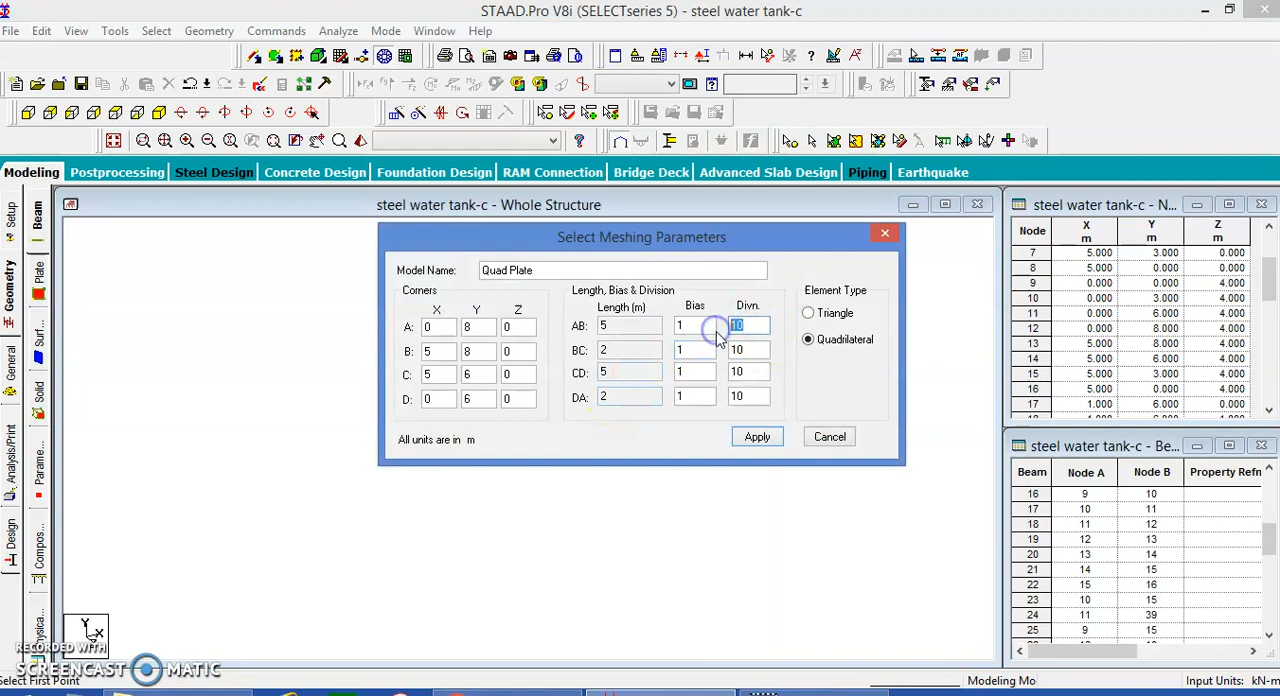 STAAD.Pro V8i (SELECTseries 5) - steel water tank-c
File Edit View Tools Select Geometry Commands Analyze Mode Window Help
Modeling Postprocessing Steel Design Concrete Design Foundation Design RAM Connection Bridge Deck Advanced Slab Design Piping Earthquake
Setup
Geometry
General
Analysis/Print
Design
Beam
Plate
Surf...
Solid
Parame...
Compos...
steel water tank-c - Whole Structure
Select Meshing Parameters
Model Name: Quad Plate
Corners
X Y Z
A: 0 8 0
B: 5 8 0
C: 5 6 0
D: 0 6 0
All units are in m
Length, Bias & Division
Length (m) Bias Divn.
AB: 5 1 10
BC: 2 1 10
CD: 5 1 10
DA: 2 1 10
Element Type
Triangle
Quadrilateral
Apply Cancel
steel water tank-c - N...
Node X m Y m Z m
7 5.000 3.000 0.000
8 5.000 0.000 0.000
9 0.000 0.000 4.000
10 0.000 3.000 4.000
11 0.000 6.000 4.000
12 0.000 8.000 4.000
13 5.000 8.000 4.000
14 5.000 6.000 4.000
15 5.000 3.000 4.000
16 5.000 0.000 4.000
17 1.000 6.000 0.000
steel water tank-c - Be...
Beam Node A Node B Property Refn
16 9 10
17 10 11
18 11 12
19 12 13
20 13 14
21 14 15
22 15 16
23 10 15
24 11 39
25 9 15
Y X
RECORDED WITH
SCREENCAST MATIC
Select First Point
Modeling Mo Input Units: kN-m